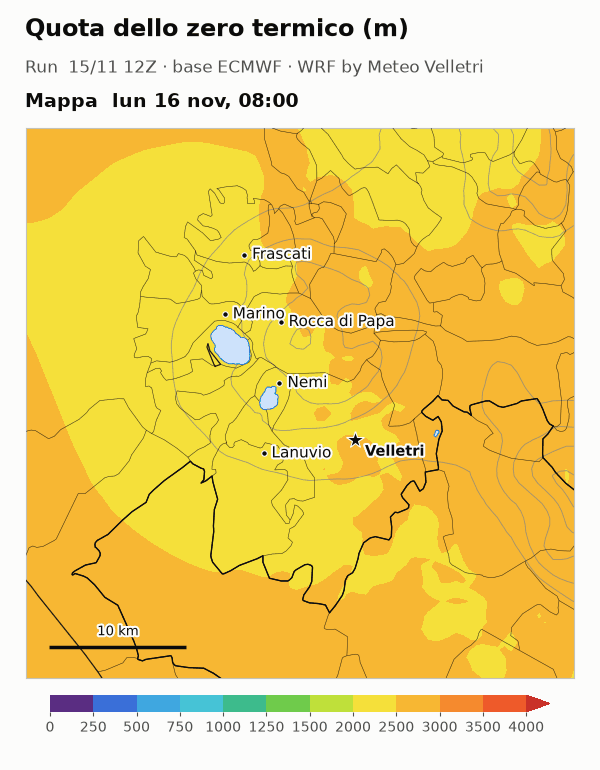 Quota dello zero termico (m)
Run 15/11 12Z · base ECMWF · WRF by Meteo Velletri
Mappa lun 16 nov, 08:00
Frascati
Marino
Rocca di Papa
Nemi
Velletri
Lanuvio
10 km
0 250 500 750 1000 1250 1500 2000 2500 3000 3500 4000